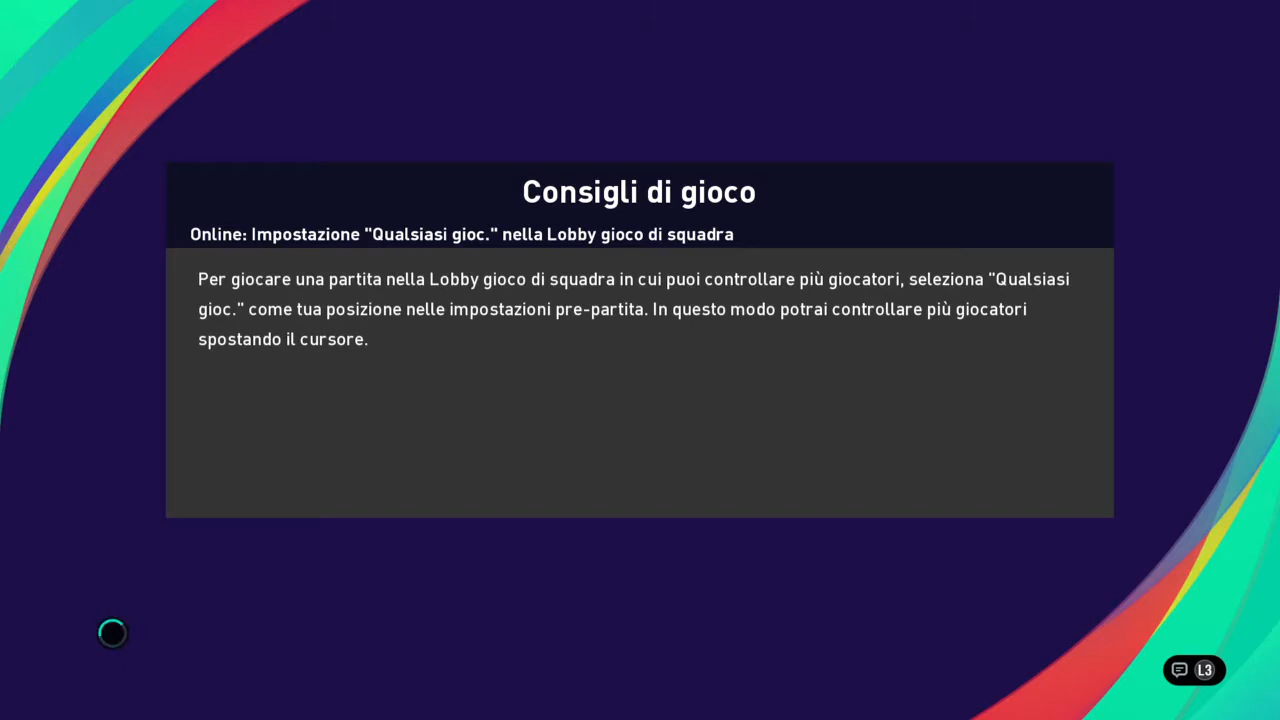 Consigli di gioco
Online: Impostazione "Qualsiasi gioc." nella Lobby gioco di squadra
Per giocare una partita nella Lobby gioco di squadra in cui puoi controllare più giocatori, seleziona "Qualsiasi
gioc." come tua posizione nelle impostazioni pre-partita. In questo modo potrai controllare più giocatori
spostando il cursore.
L3